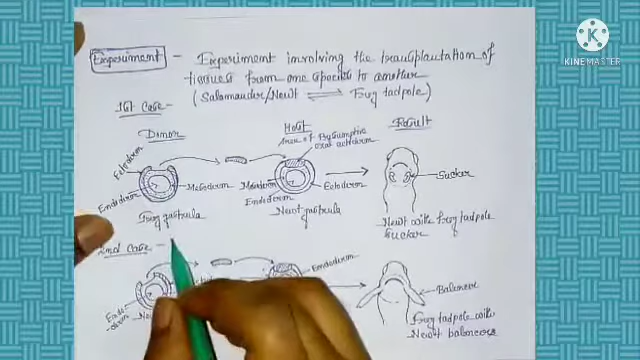 KINEMASTER
Experiment - Experiment involving the transplantation of
tissues from one species to another
(Salamander/Newt ⇌ Frog tadpole)
1st Case -
Donor
Host
Result
Area of Presumptive
oral ectoderm
Ectoderm
Mesoderm
Endoderm
Mesoderm
Endoderm
Ectoderm
Sucker
Frog gastrula
Newt gastrula
Newt with frog tadpole
sucker
2nd Case -
Endoderm
Balancer
Frog tadpole with
Newt balancers